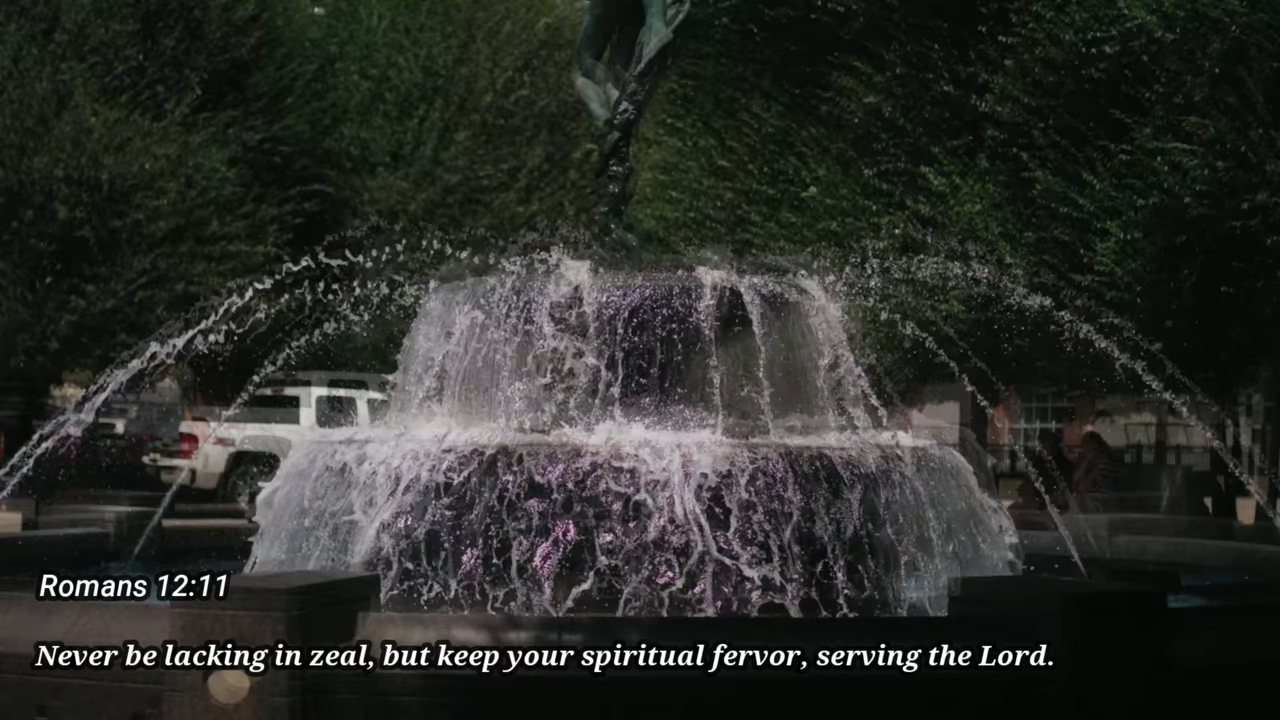 Romans 12:11
Never be lacking in zeal, but keep your spiritual fervor, serving the Lord.